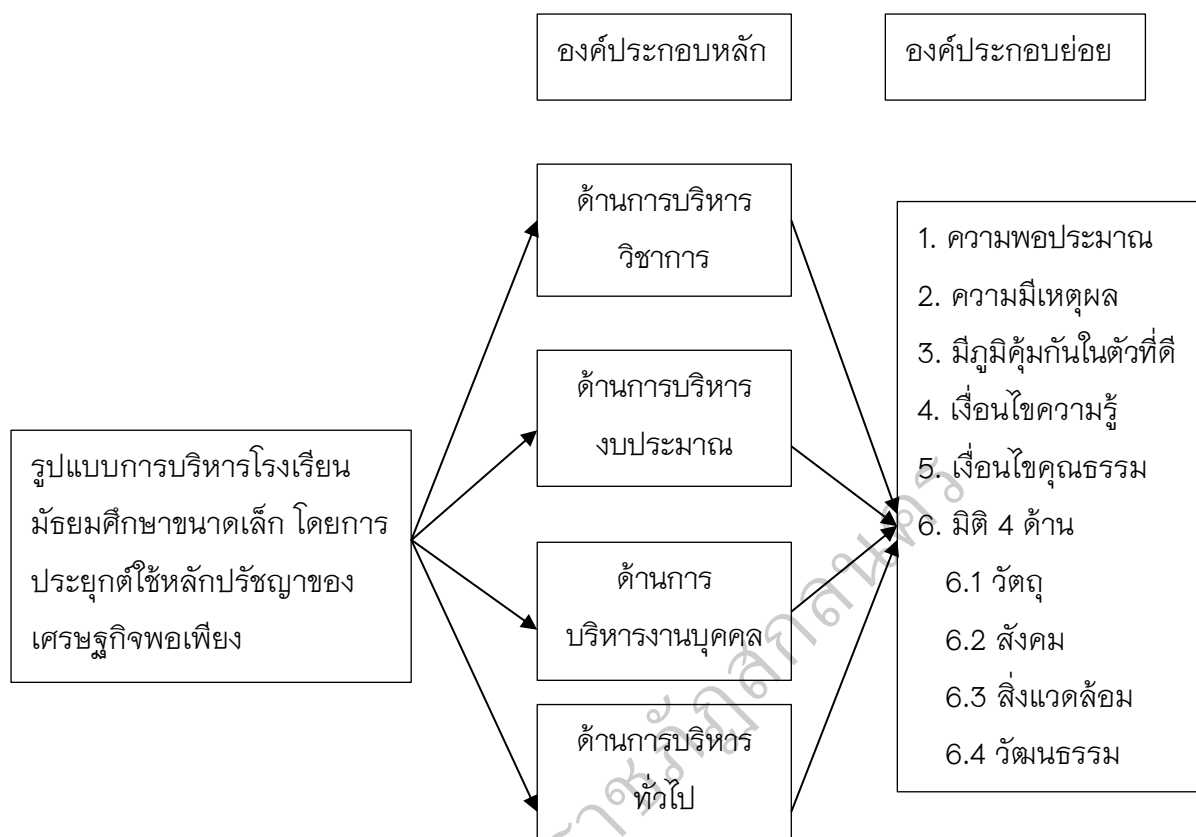 องค์ประกอบหลัก
องค์ประกอบย่อย
รูปแบบการบริหารโรงเรียน
มัธยมศึกษาขนาดเล็ก โดยการ
ประยุกต์ใช้หลักปรัชญาของ
เศรษฐกิจพอเพียง
ด้านการบริหาร
วิชาการ
ด้านการบริหาร
งบประมาณ
ด้านการ
บริหารงานบุคคล
ด้านการบริหาร
ทั่วไป
1. ความพอประมาณ
2. ความมีเหตุผล
3. มีภูมิคุ้มกันในตัวที่ดี
4. เงื่อนไขความรู้
5. เงื่อนไขคุณธรรม
6. มิติ 4 ด้าน
6.1 วัตถุ
6.2 สังคม
6.3 สิ่งแวดล้อม
6.4 วัฒนธรรม
ราชภัฏสกลนคร